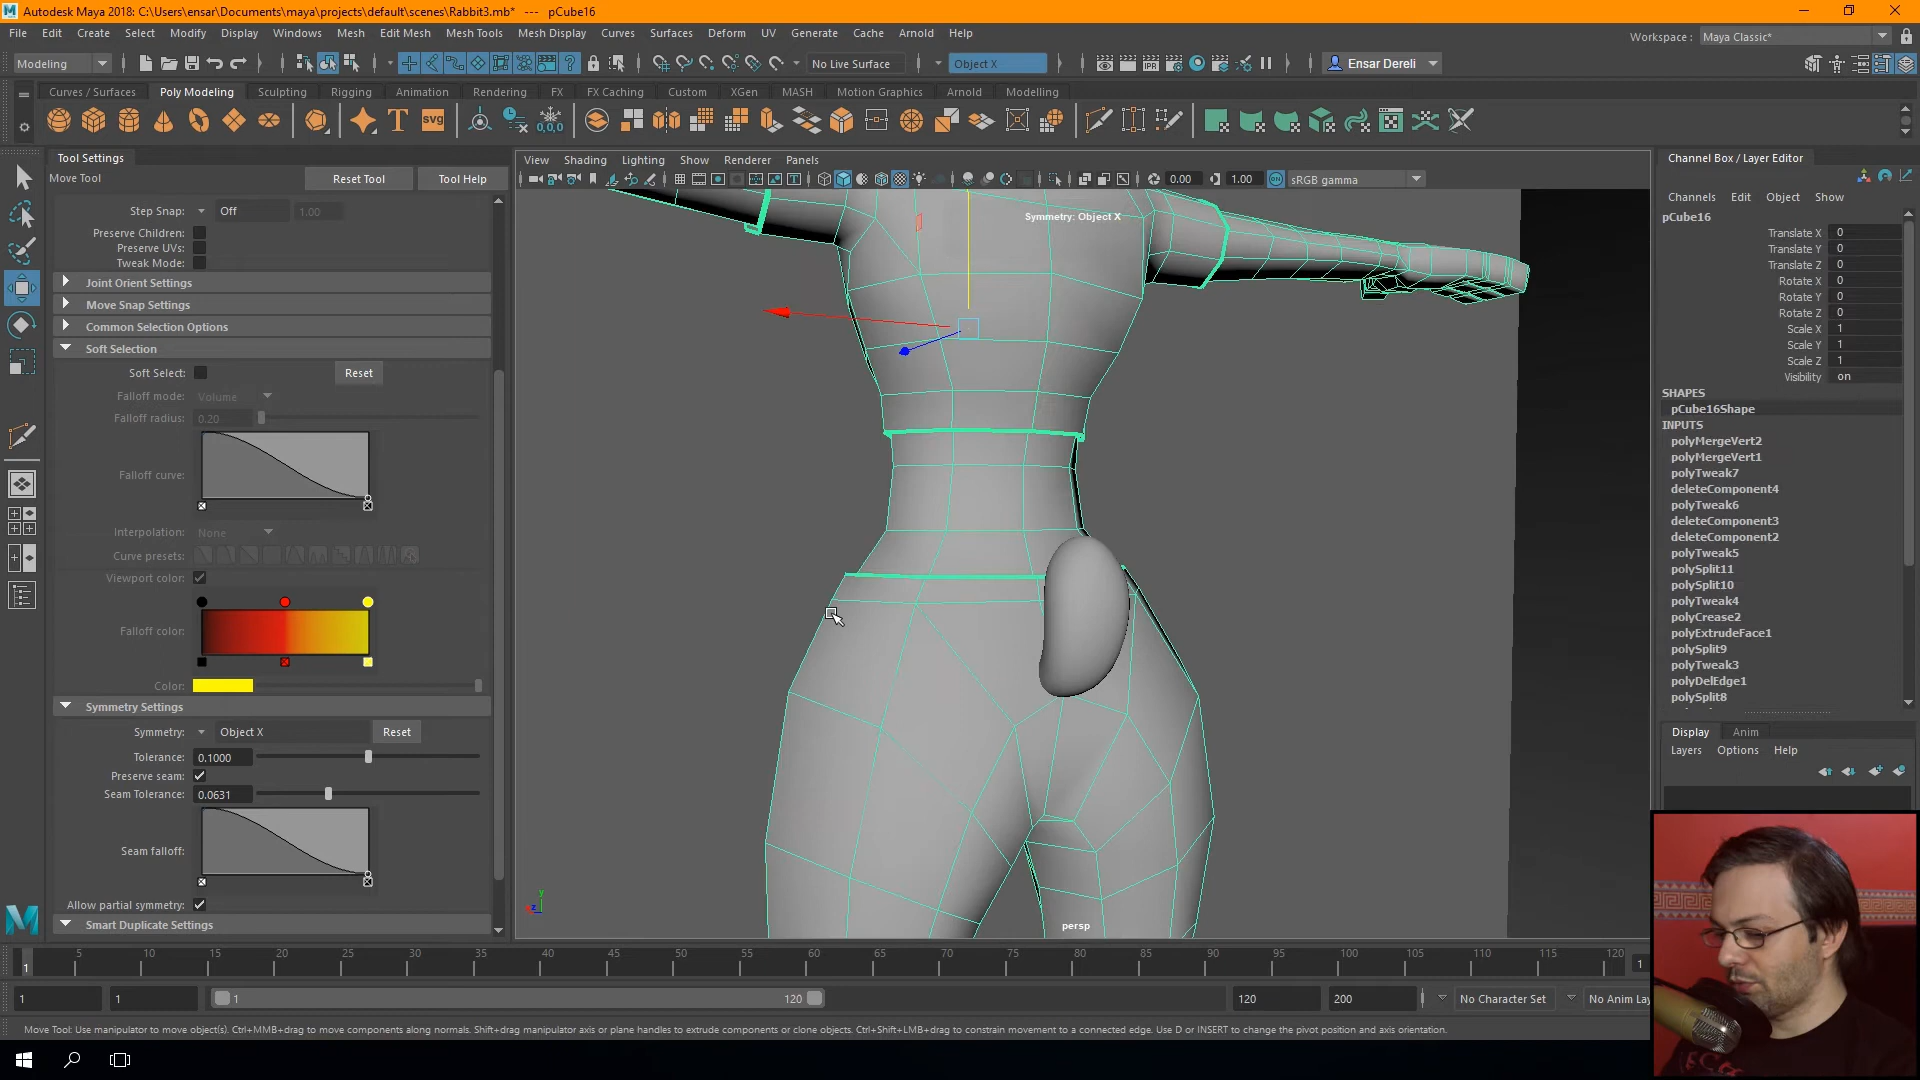 Autodesk Maya 2018: C:\Users\ensar\Documents\maya\projects\default\scenes\Rabbit3.mb* --- pCube16
File Edit Create Select Modify Display Windows Mesh Edit Mesh Mesh Tools Mesh Display Curves Surfaces Deform UV Generate Cache Arnold Help
Workspace : Maya Classic*
Modeling
No Live Surface
Object X
Ensar Dereli
Curves / Surfaces Poly Modeling Sculpting Rigging Animation Rendering FX FX Caching Custom XGen MASH Motion Graphics Arnold Modeling
T
svg
0,0,0
IPR
Tool Settings
Move Tool
Reset Tool
Tool Help
Step Snap: Off 1.00
Preserve Children:
Preserve UVs:
Tweak Mode:
Joint Orient Settings
Move Snap Settings
Common Selection Options
Soft Selection
Soft Select:
Reset
Falloff mode: Volume
Falloff radius: 0.20
Falloff curve:
Interpolation: None
Curve presets:
Viewport color:
Falloff color:
Color:
Symmetry Settings
Symmetry: Object X
Reset
Tolerance: 0.1000
Preserve seam:
Seam Tolerance: 0.0631
Seam falloff:
Allow partial symmetry:
Smart Duplicate Settings
View Shading Lighting Show Renderer Panels
0.00
1.00
ON
sRGB gamma
Symmetry: Object X
y
z
persp
Channel Box / Layer Editor
Channels Edit Object Show
pCube16
Translate X 0
Translate Y 0
Translate Z 0
Rotate X 0
Rotate Y 0
Rotate Z 0
Scale X 1
Scale Y 1
Scale Z 1
Visibility on
SHAPES
pCube16Shape
INPUTS
polyMergeVert2
polyMergeVert1
polyTweak7
deleteComponent4
polyTweak6
deleteComponent3
deleteComponent2
polyTweak5
polySplit11
polySplit10
polyTweak4
polyCrease2
polyExtrudeFace1
polySplit9
polyTweak3
polyDelEdge1
polySplit8
Display Anim
Layers Options Help
1 5 10 15 20 25 30 35 40 45 50 55 60 65 70 75 80 85 90 95 100 105 110 115 120 1
1 1 1 120 120 200 No Character Set No Anim Lay
Move Tool: Use manipulator to move object(s). Ctrl+MMB+drag to move components along normals. Shift+drag manipulator axis or plane handles to extrude components or clone objects. Ctrl+Shift+LMB+drag to constrain movement to a connected edge. Use D or INSERT to change the pivot position and axis orientation.